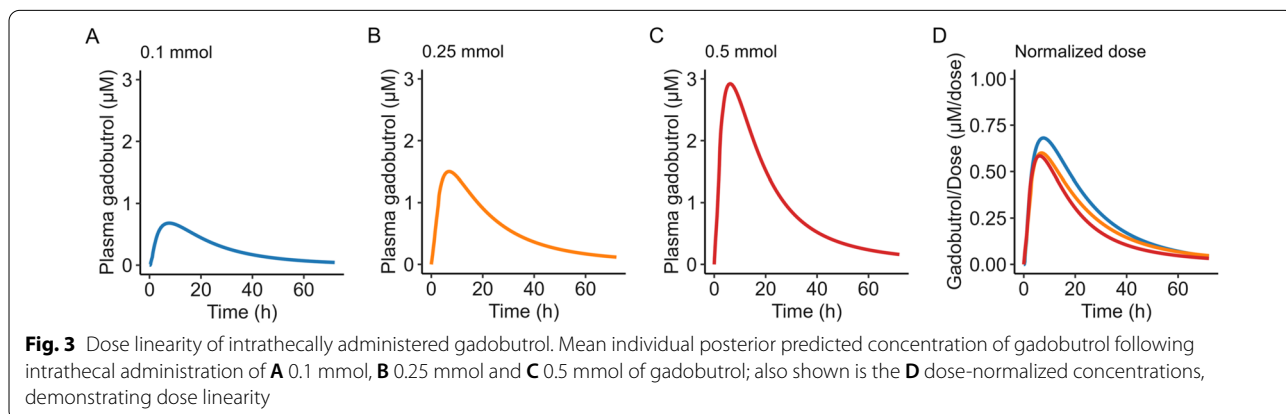 A
0.1 mmol
Plasma gadobutrol (µM)
3
2
1
0
0 20 40 60
Time (h)
B
0.25 mmol
Plasma gadobutrol (µM)
3
2
1
0
0 20 40 60
Time (h)
C
0.5 mmol
Plasma gadobutrol (µM)
3
2
1
0
0 20 40 60
Time (h)
D
Normalized dose
Gadobutrol/Dose (µM/dose)
1.00
0.75
0.50
0.25
0.00
0 20 40 60
Time (h)
Fig. 3 Dose linearity of intrathecally administered gadobutrol. Mean individual posterior predicted concentration of gadobutrol following
intrathecal administration of A 0.1 mmol, B 0.25 mmol and C 0.5 mmol of gadobutrol; also shown is the D dose-normalized concentrations,
demonstrating dose linearity